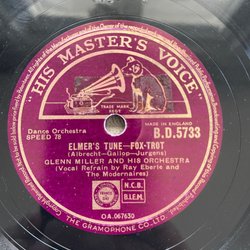 "HIS MASTER'S VOICE"
TRADE MARK
MADE IN ENGLAND
Dance Orchestra
SPEED 78
B.D.5733
ELMER'S TUNE—FOX-TROT
(Albrecht-Gallop-Jurgens)
GLENN MILLER AND HIS ORCHESTRA
(Vocal Refrain by Ray Eberle and
The Modernaires)
N.C.B.
B.I.E.M.
OA.067630
THE GRAMOPHONE CO. LTD.